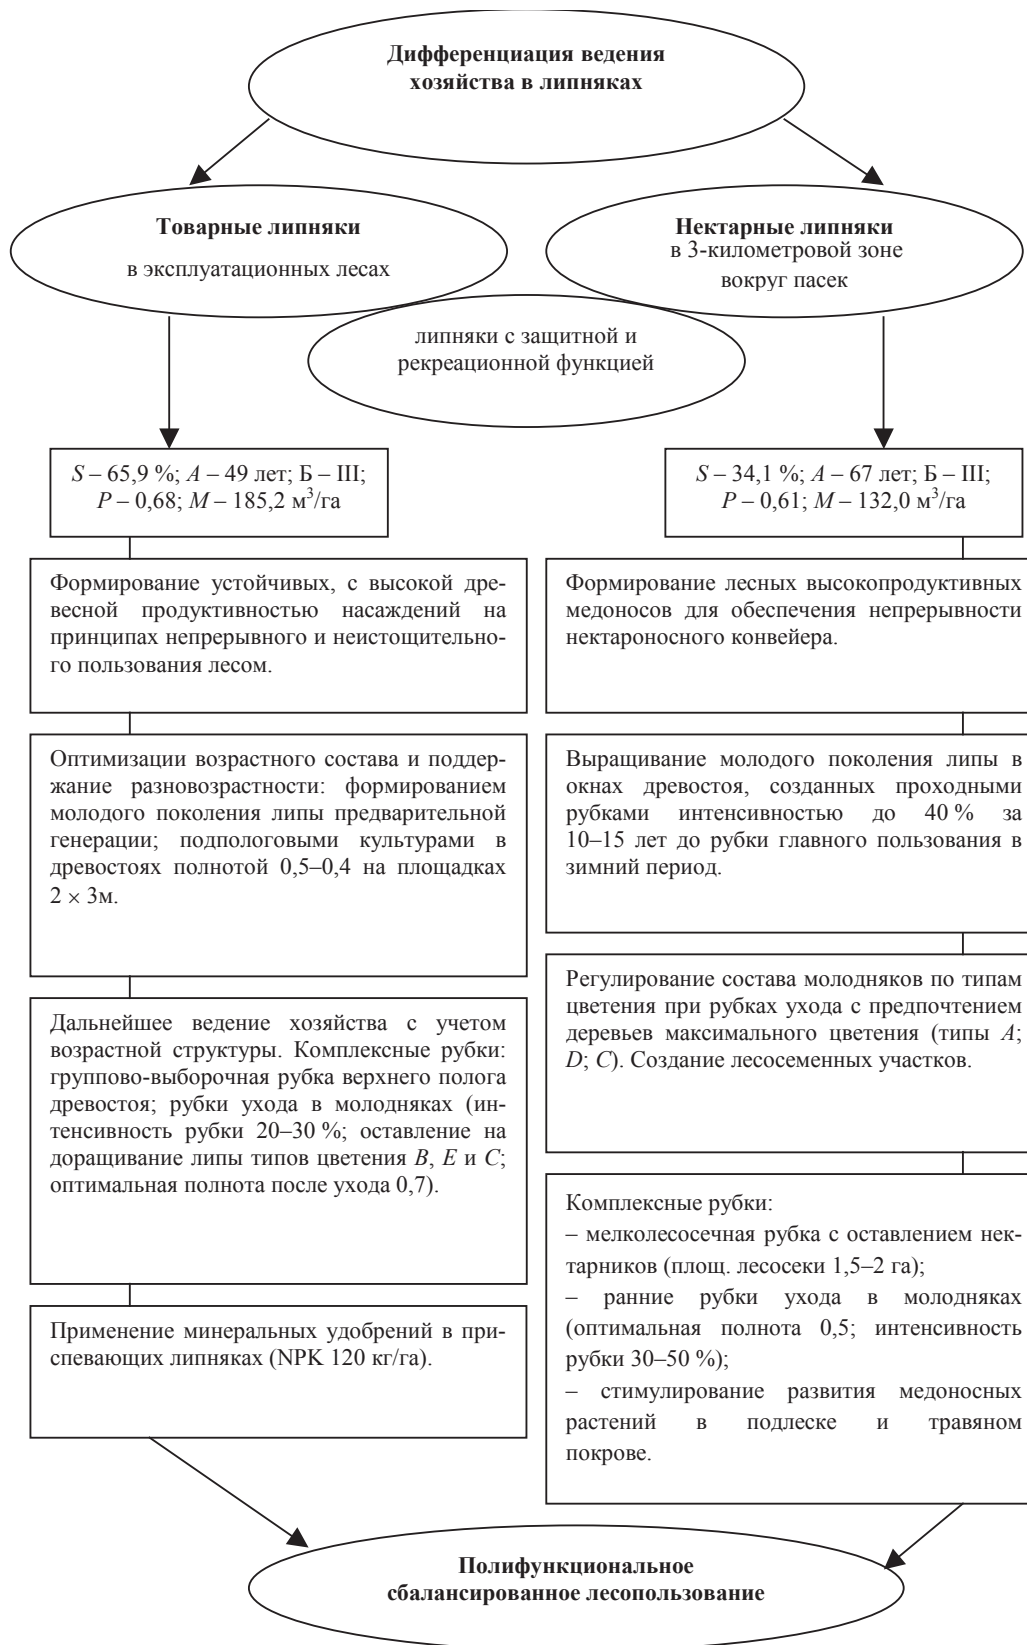 Дифференциация ведения
хозяйства в липняках
Товарные липняки
в эксплуатационных лесах
Нектарные липняки
в 3-километровой зоне
вокруг пасек
липняки с защитной и
рекреационной функцией
S – 65,9 %; A – 49 лет; Б – III;
P – 0,68; M – 185,2 м³/га
S – 34,1 %; A – 67 лет; Б – III;
P – 0,61; M – 132,0 м³/га
Формирование устойчивых, с высокой дре-
весной продуктивностью насаждений на
принципах непрерывного и неистощительно-
го пользования лесом.
Формирование лесных высокопродуктивных
медоносов для обеспечения непрерывности
нектароносного конвейера.
Оптимизации возрастного состава и поддер-
жание разновозрастности: формированием
молодого поколения липы предварительной
генерации; подпологовыми культурами в
древостоях полнотой 0,5–0,4 на площадках
2 × 3м.
Выращивание молодого поколения липы в
окнах древостоя, созданных проходными
рубками интенсивностью до 40 % за
10–15 лет до рубки главного пользования в
зимний период.
Дальнейшее ведение хозяйства с учетом
возрастной структуры. Комплексные рубки:
группово-выборочная рубка верхнего полога
древостоя; рубки ухода в молодняках (ин-
тенсивность рубки 20–30 %; оставление на
доращивание липы типов цветения B, E и C;
оптимальная полнота после ухода 0,7).
Регулирование состава молодняков по типам
цветения при рубках ухода с предпочтением
деревьев максимального цветения (типы A;
D; C). Создание лесосеменных участков.
Применение минеральных удобрений в при-
спевающих липняках (NPK 120 кг/га).
Комплексные рубки:
– мелколесосечная рубка с оставлением нек-
тарников (площ. лесосеки 1,5–2 га);
– ранние рубки ухода в молодняках
(оптимальная полнота 0,5; интенсивность
рубки 30–50 %);
– стимулирование развития медоносных
растений в подлеске и травяном
покрове.
Полифункциональное
сбалансированное лесопользование